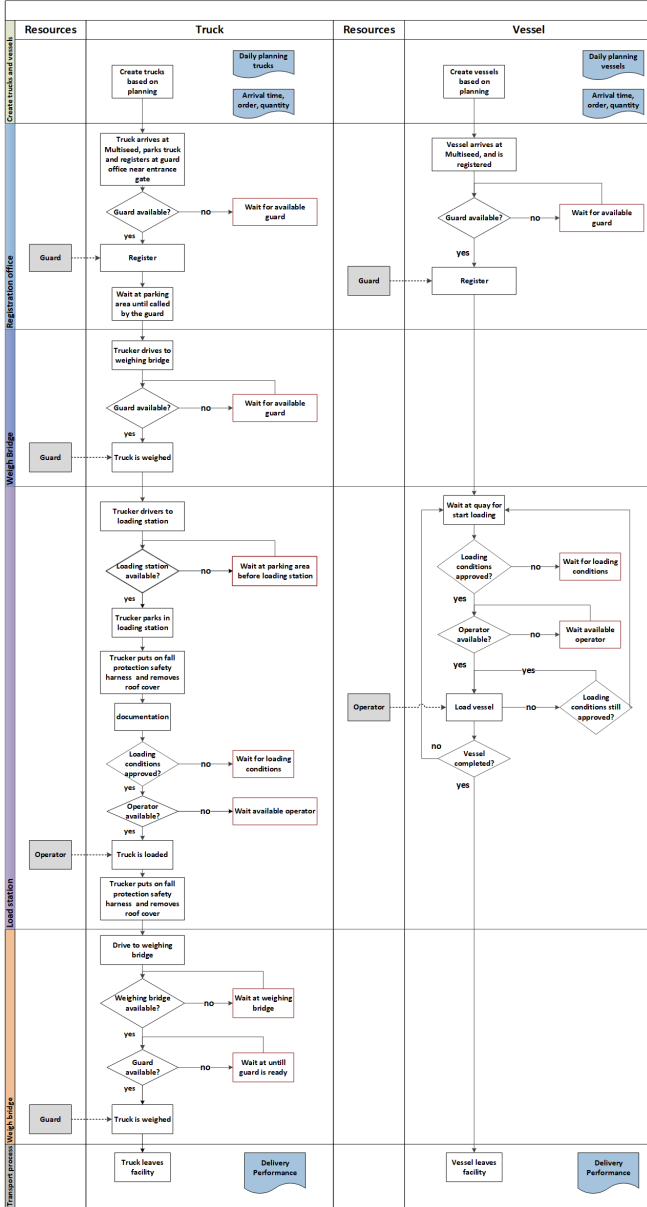 Resources
Truck
Resources
Vessel
Create trucks and vessels
Create trucks
based on
planning
Daily planning
trucks
Arrival time,
order, quantity
Create vessels
based on
planning
Daily planning
vessels
Arrival time,
order, quantity
Registration office
Truck arrives at
Multiseed, parks truck
and registers at guard
office near entrance
gate
Guard available?
no
Wait for available
guard
yes
Guard
Register
Wait at parking
area until called
by the guard
Vessel arrives at
Multiseed, and is
registered
Guard available?
no
Wait for available
guard
yes
Guard
Register
Weigh Bridge
Trucker drives to
weighing bridge
Guard available?
no
Wait for available
guard
yes
Guard
Truck is weighed
Load station
Trucker drivers to
loading station
Loading station
available?
no
Wait at parking area
before loading station
yes
Trucker parks in
loading station
Trucker puts on fall
protection safety
harness and removes
roof cover
documentation
Loading
conditions
approved?
no
Wait for loading
conditions
yes
Operator
available?
no
Wait available operator
yes
Operator
Truck is loaded
Trucker puts on fall
protection safety
harness and removes
roof cover
Wait at quay for
start loading
Loading
conditions
approved?
no
Wait for loading
conditions
yes
Operator
available?
no
Wait available
operator
yes
yes
Operator
Load vessel
no
Loading
conditions still
approved?
no
Vessel
completed?
yes
Weigh bridge
Drive to weighing
bridge
Weighing bridge
available?
no
Wait at weighing
bridge
yes
Guard
available?
no
Wait at untill
guard is ready
yes
Guard
Truck is weighed
Transport process
Truck leaves
facility
Delivery
Performance
Vessel leaves
facility
Delivery
Performance